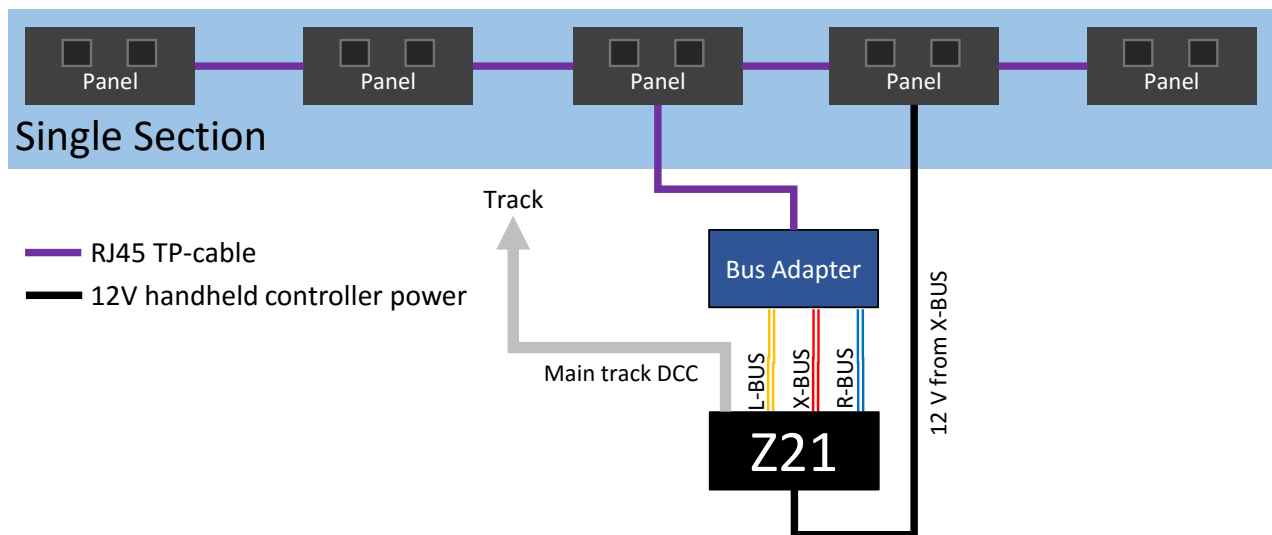 Panel
Panel
Panel
Panel
Panel
Single Section
Track
RJ45 TP-cable
12V handheld controller power
Bus Adapter
Main track DCC
L-BUS
X-BUS
R-BUS
12 V from X-BUS
Z21